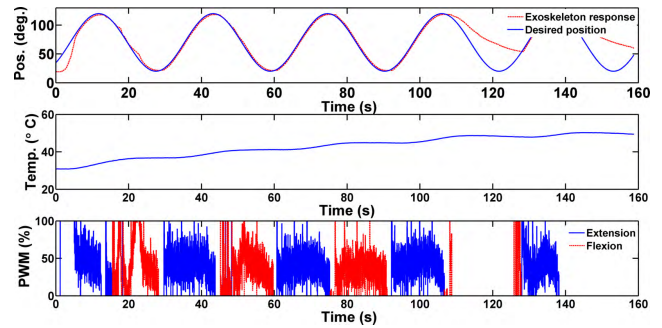 Pos. (deg.)
100
50
0
Exoskeleton response
Desired position
0 20 40 60 80 100 120 140 160
Time (s)
Temp. (° C)
60
40
20
0 20 40 60 80 100 120 140 160
Time (s)
PWM (%)
100
50
0
Extension
Flexion
0 20 40 60 80 100 120 140 160
Time (s)